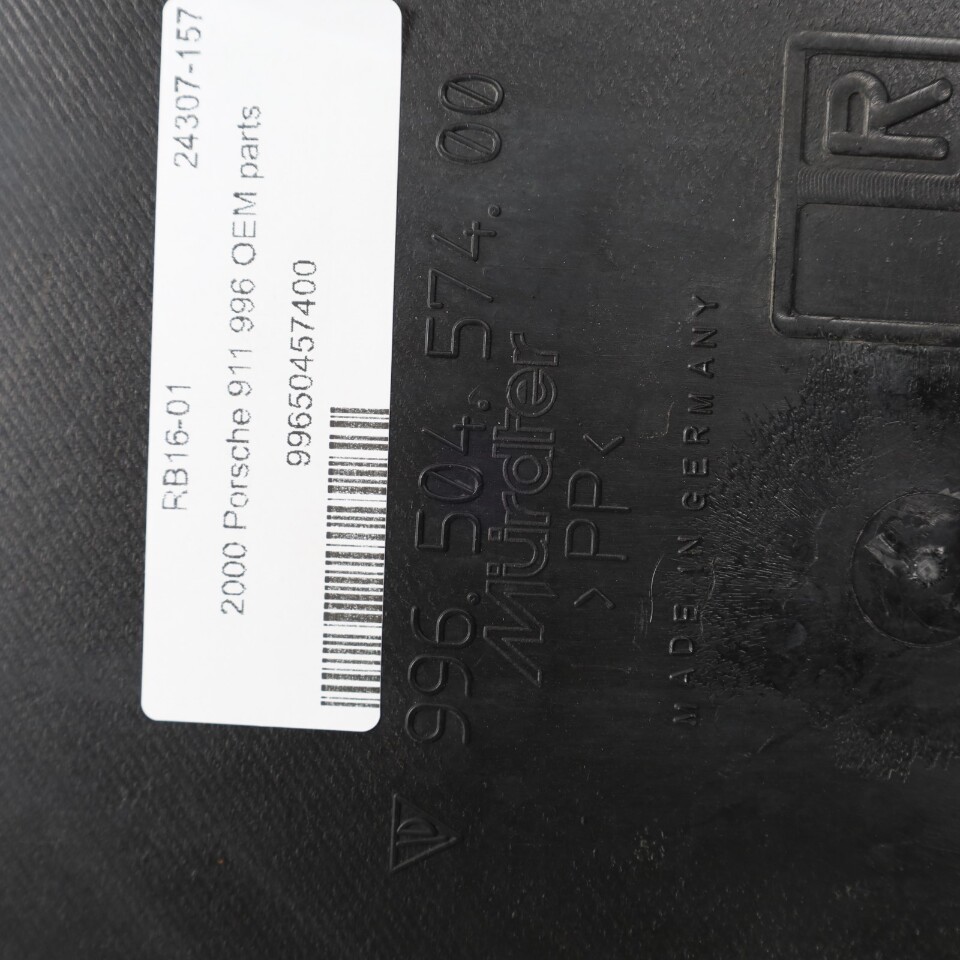 RB16-01 24307-157
2000 Porsche 911 996 OEM parts
99650457400
996.504.574.00
Mürdter
>PP<
MADE IN GERMANY
R